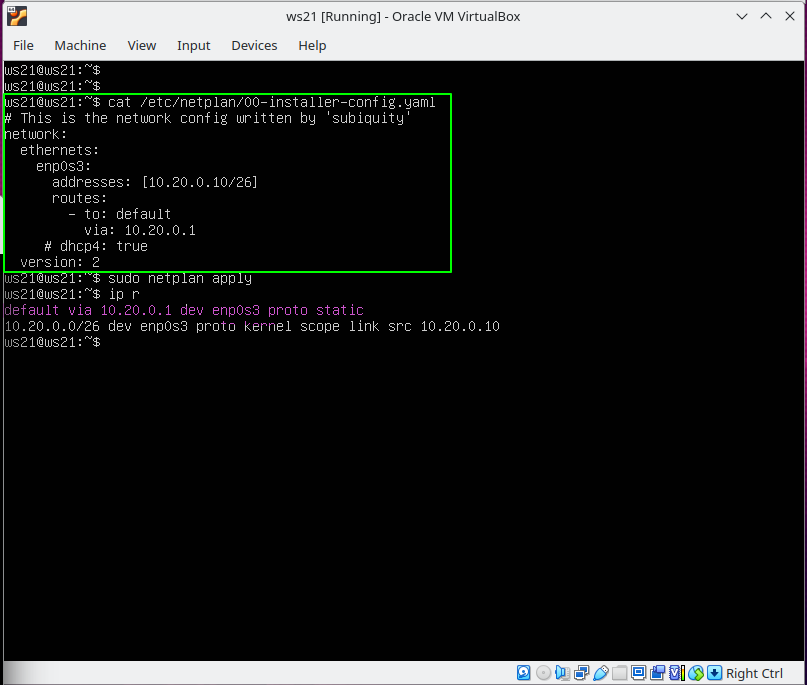 ws21 [Running] - Oracle VM VirtualBox
File Machine View Input Devices Help
ws21@ws21:~$
ws21@ws21:~$
ws21@ws21:~$ cat /etc/netplan/00-installer-config.yaml
# This is the network config written by 'subiquity'
network:
  ethernets:
    enp0s3:
      addresses: [10.20.0.10/26]
      routes:
        - to: default
          via: 10.20.0.1
     # dhcp4: true
  version: 2
ws21@ws21:~$ sudo netplan apply
ws21@ws21:~$ ip r
default via 10.20.0.1 dev enp0s3 proto static
10.20.0.0/26 dev enp0s3 proto kernel scope link src 10.20.0.10
ws21@ws21:~$
Right Ctrl